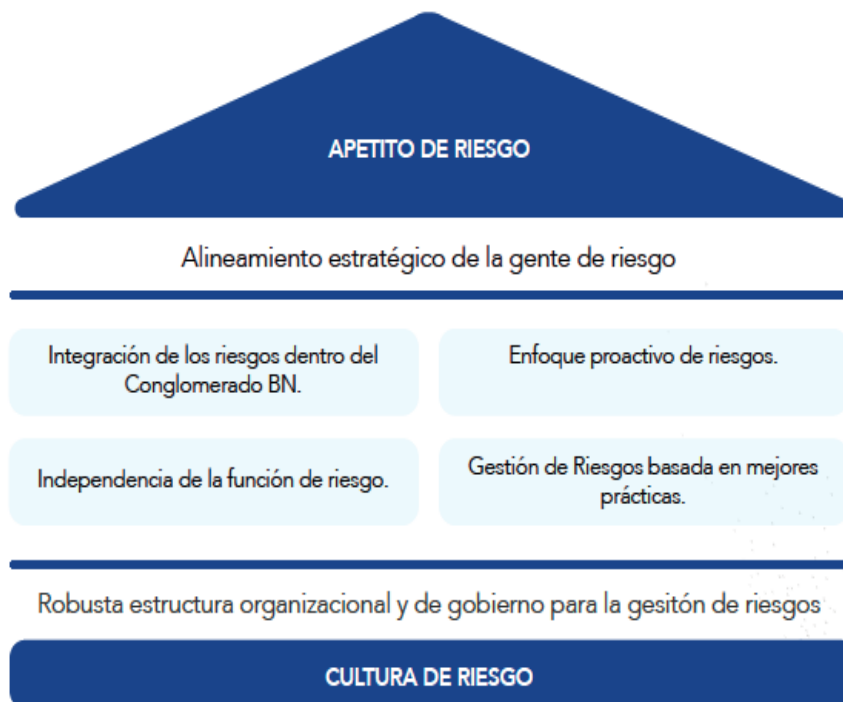 APETITO DE RIESGO
Alineamiento estratégico de la gente de riesgo
Integración de los riesgos dentro del
Conglomerado BN.
Enfoque proactivo de riesgos.
Independencia de la función de riesgo.
Gestión de Riesgos basada en mejores
prácticas.
Robusta estructura organizacional y de gobierno para la gesitón de riesgos
CULTURA DE RIESGO